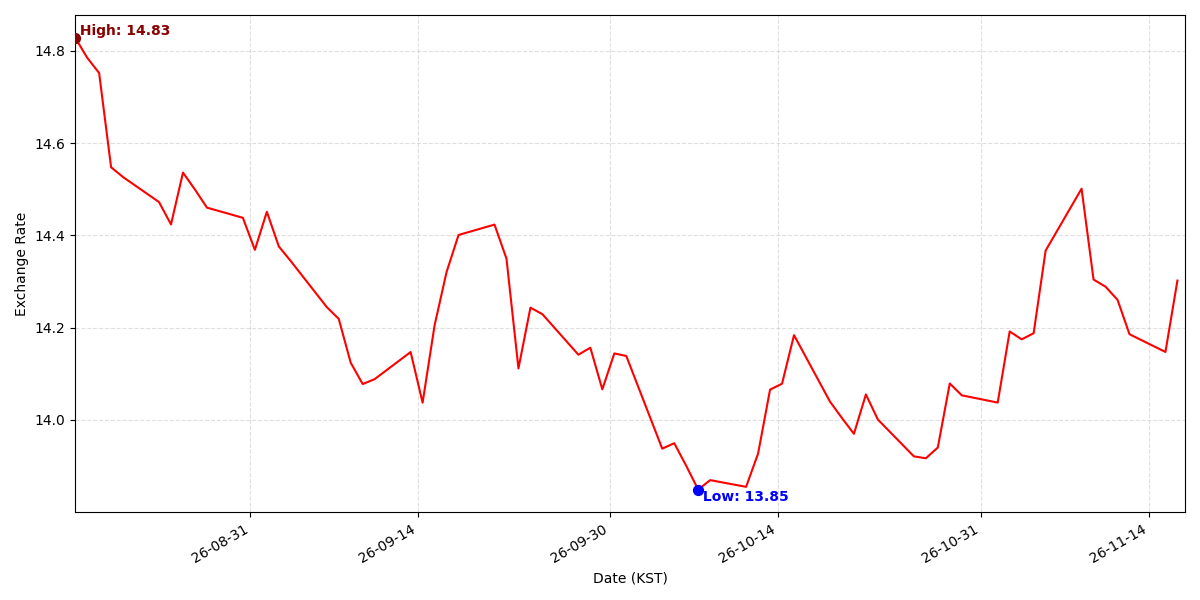 High: 14.83
14.8
14.6
14.4
14.2
14.0
Exchange Rate
Low: 13.85
26-08-31
26-09-14
26-09-30
26-10-14
26-10-31
26-11-14
Date (KST)